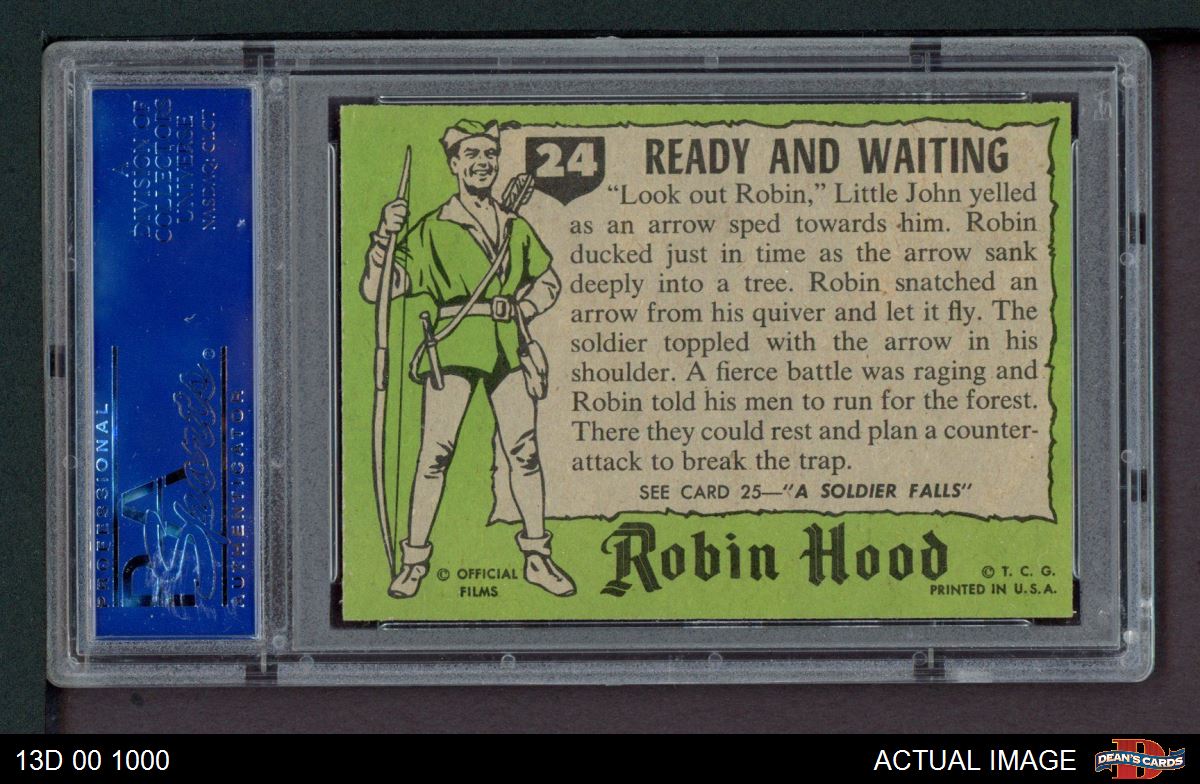 A
DIVISION OF
COLLECTORS
UNIVERSE
NASDAQ: CLCT
PSA
Sports
©
PROFESSIONAL
AUTHENTICATOR
24
READY AND WAITING
“Look out Robin,” Little John yelled
as an arrow sped towards him. Robin
ducked just in time as the arrow sank
deeply into a tree. Robin snatched an
arrow from his quiver and let it fly. The
soldier toppled with the arrow in his
shoulder. A fierce battle was raging and
Robin told his men to run for the forest.
There they could rest and plan a counter-
attack to break the trap.
SEE CARD 25—“A SOLDIER FALLS”
Robin Hood
© OFFICIAL
FILMS
© T. C. G.
PRINTED IN U.S.A.
13D 00 1000
ACTUAL IMAGE
D
DEAN'S CARDS